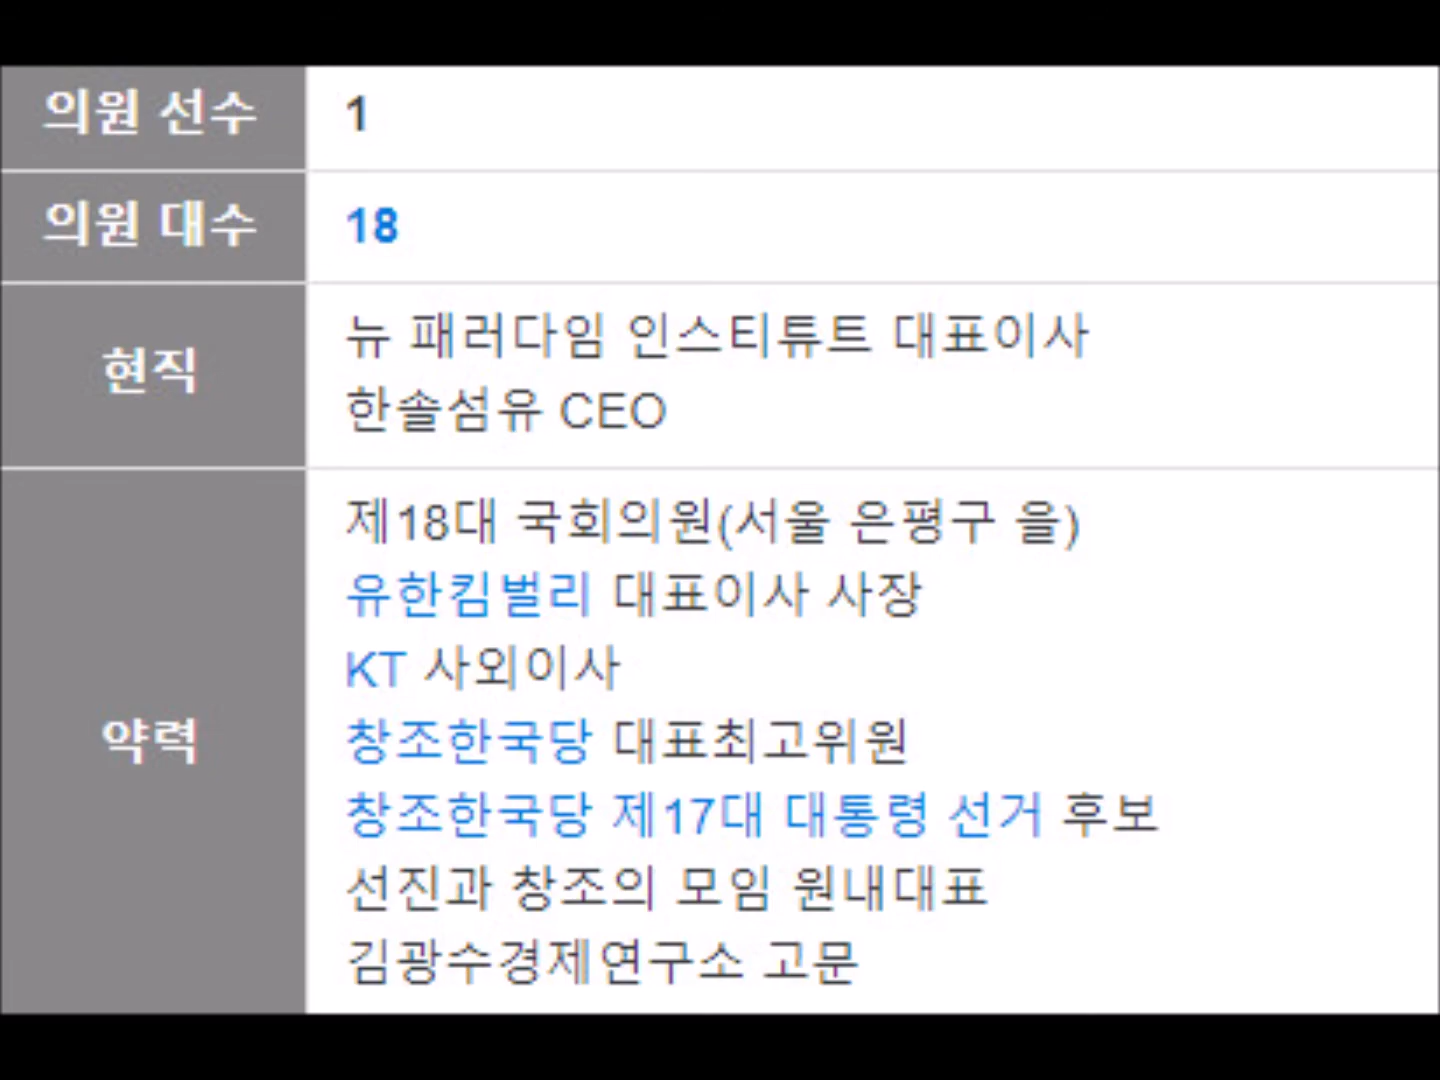 의원 선수 1
의원 대수 18
현직
뉴 패러다임 인스티튜트 대표이사
한솔섬유 CEO
약력
제18대 국회의원(서울 은평구 을)
유한킴벌리 대표이사 사장
KT 사외이사
창조한국당 대표최고위원
창조한국당 제17대 대통령 선거 후보
선진과 창조의 모임 원내대표
김광수경제연구소 고문